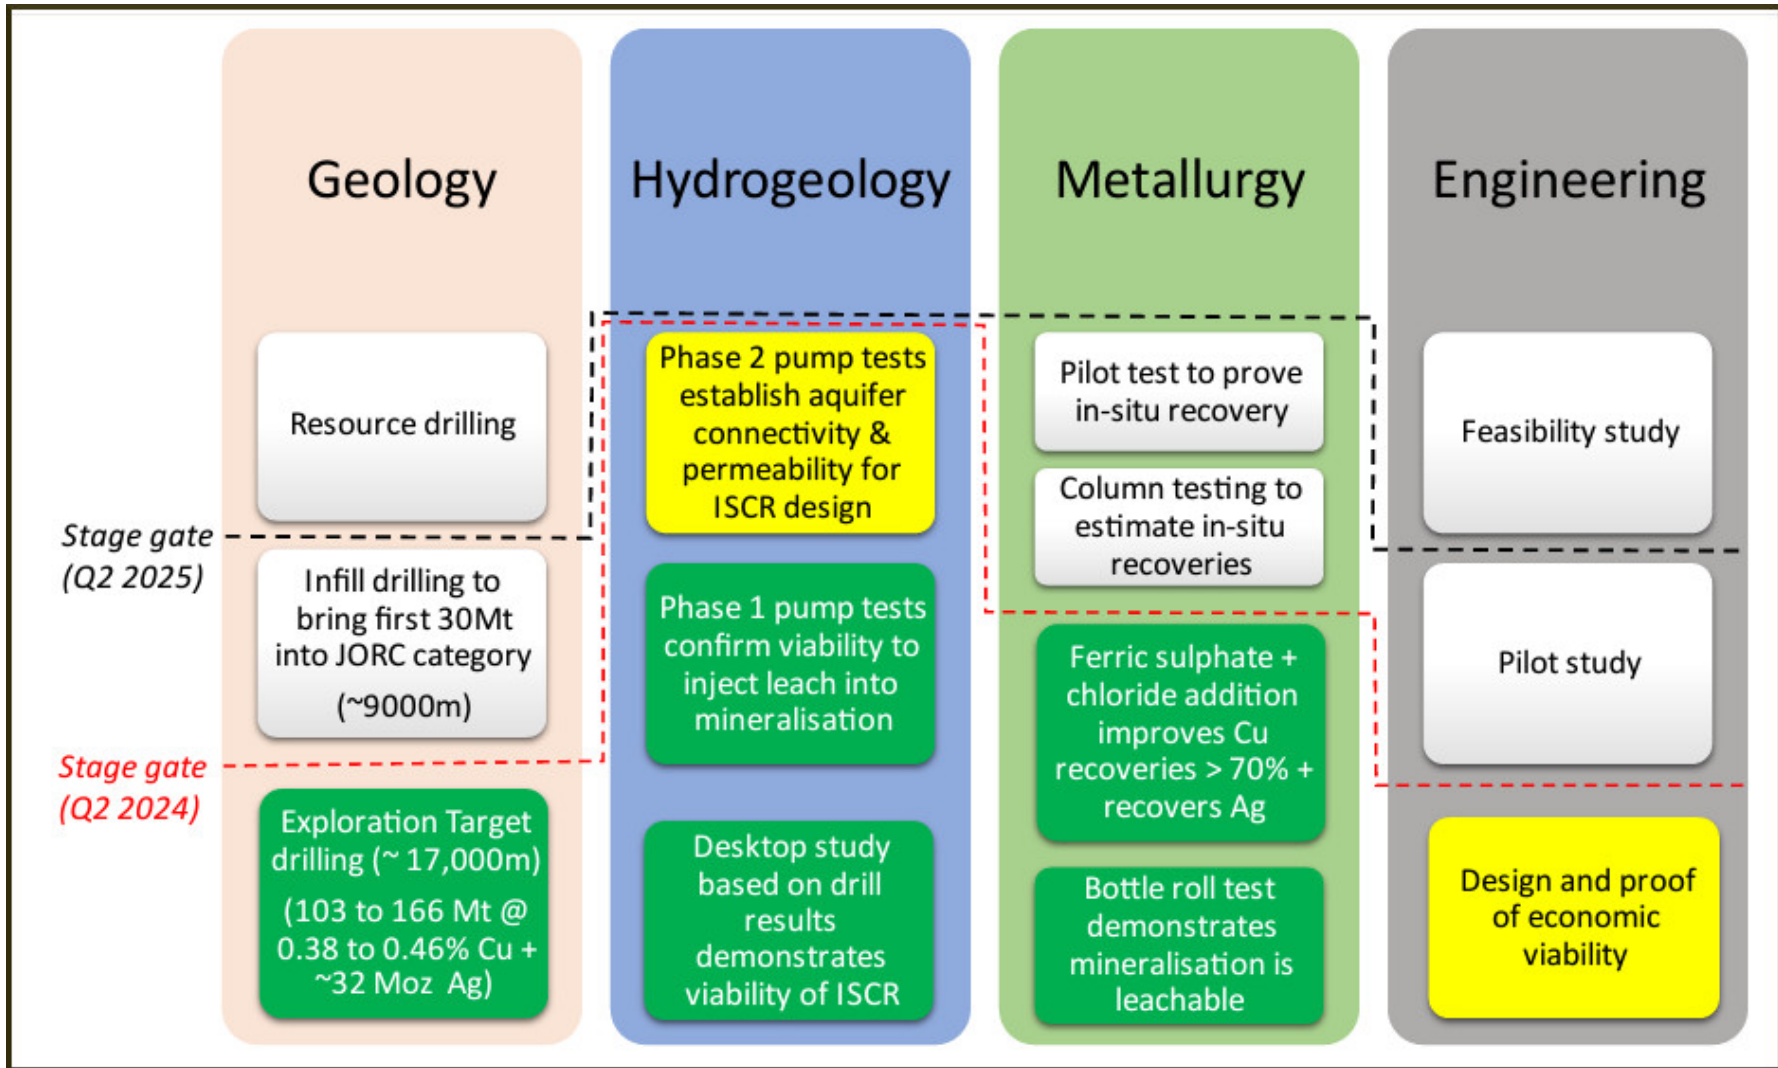 Geology
Resource drilling
Stage gate
(Q2 2025)
Infill drilling to
bring first 30Mt
into JORC category
(~9000m)
Stage gate
(Q2 2024)
Exploration Target
drilling (~ 17,000m)
(103 to 166 Mt @
0.38 to 0.46% Cu +
~32 Moz Ag)
Hydrogeology
Phase 2 pump tests
establish aquifer
connectivity &
permeability for
ISCR design
Phase 1 pump tests
confirm viability to
inject leach into
mineralisation
Desktop study
based on drill
results
demonstrates
viability of ISCR
Metallurgy
Pilot test to prove
in-situ recovery
Column testing to
estimate in-situ
recoveries
Ferric sulphate +
chloride addition
improves Cu
recoveries > 70% +
recovers Ag
Bottle roll test
demonstrates
mineralisation is
leachable
Engineering
Feasibility study
Pilot study
Design and proof
of economic
viability